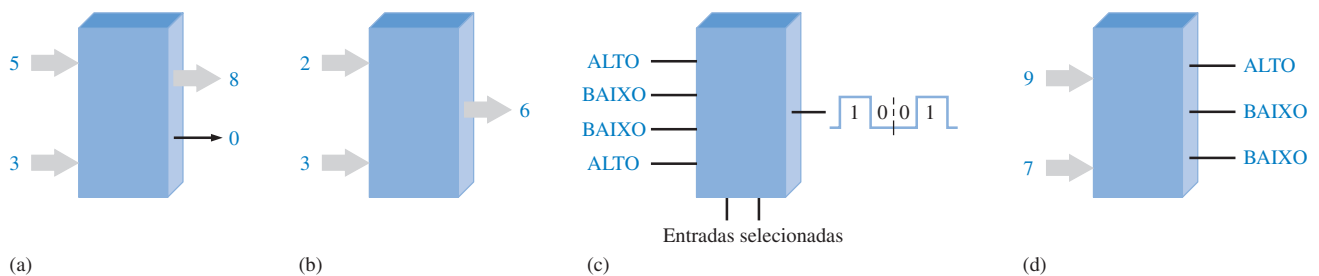 5
3
8
0
(a)
2
3
6
(b)
ALTO
BAIXO
BAIXO
ALTO
1 0 0 1
Entradas selecionadas
(c)
9
7
ALTO
BAIXO
BAIXO
(d)